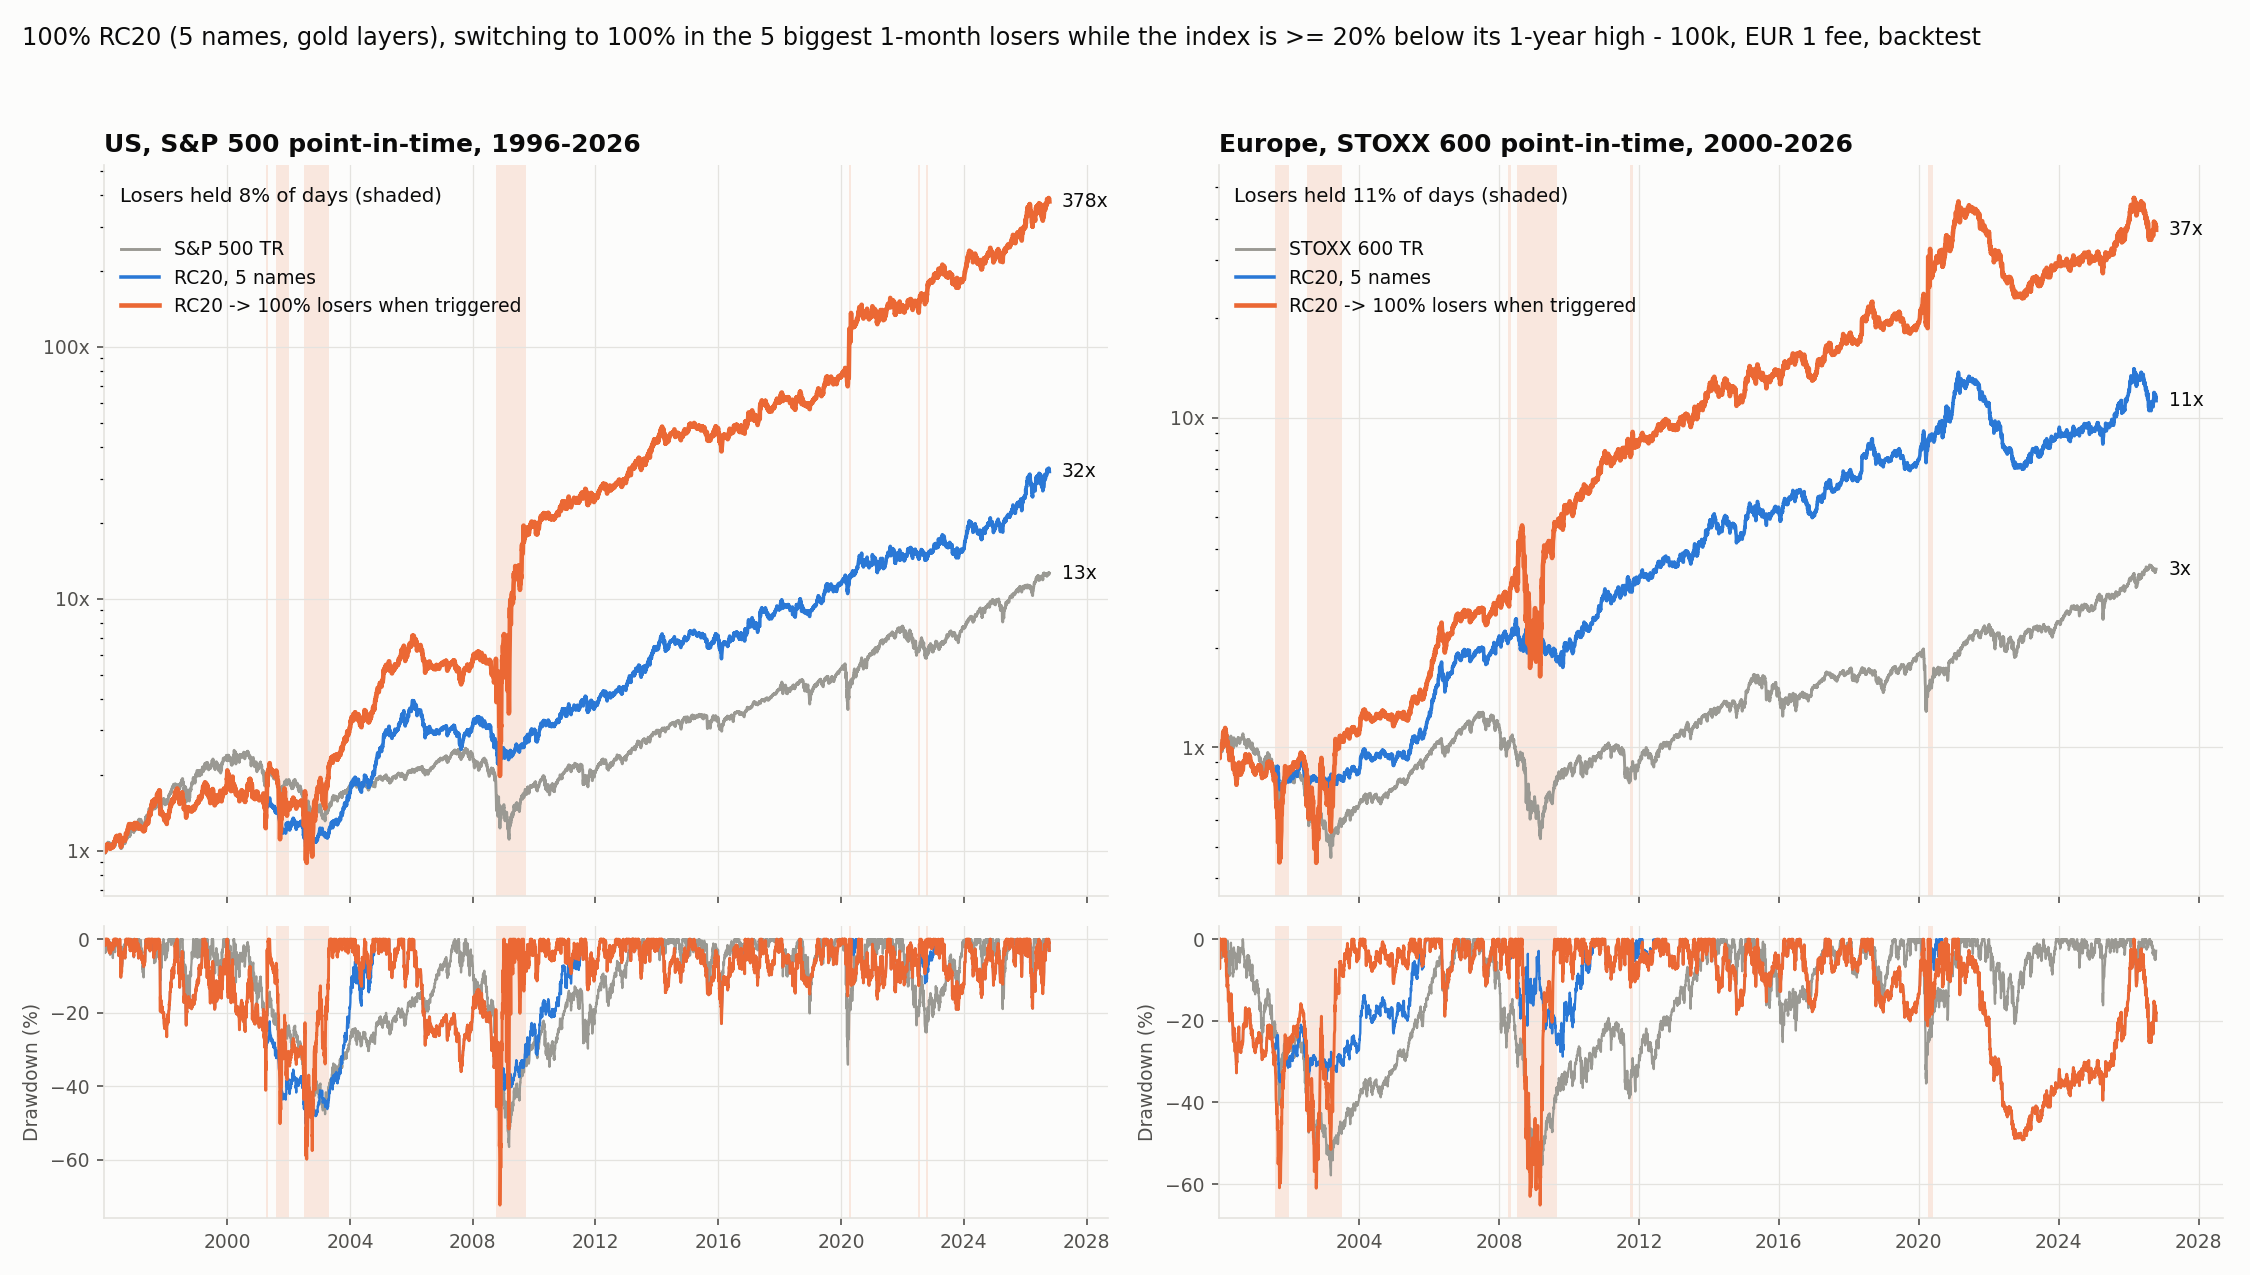 100% RC20 (5 names, gold layers), switching to 100% in the 5 biggest 1-month losers while the index is >= 20% below its 1-year high - 100k, EUR 1 fee, backtest
US, S&P 500 point-in-time, 1996-2026
Losers held 8% of days (shaded)
S&P 500 TR
RC20, 5 names
RC20 -> 100% losers when triggered
378x
32x
13x
100x
10x
1x
Drawdown (%)
0
−20
−40
−60
2000
2004
2008
2012
2016
2020
2024
2028
Europe, STOXX 600 point-in-time, 2000-2026
Losers held 11% of days (shaded)
STOXX 600 TR
RC20, 5 names
RC20 -> 100% losers when triggered
37x
11x
3x
10x
1x
Drawdown (%)
0
−20
−40
−60
2004
2008
2012
2016
2020
2024
2028